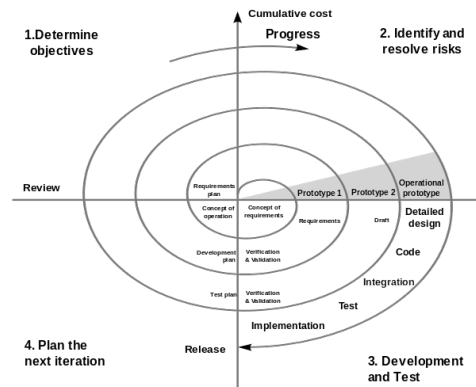 Cumulative cost
1.Determine
objectives
Progress
2. Identify and
resolve risks
Review
Requirements
plan
Prototype 1
Prototype 2
Operational
prototype
Concept of
operation
Concept of
requirements
Requirements
Draft
Detailed
design
Development
plan
Verification
& Validation
Code
Test plan
Verification
& Validation
Integration
Test
Implementation
Release
4. Plan the
next iteration
3. Development
and Test